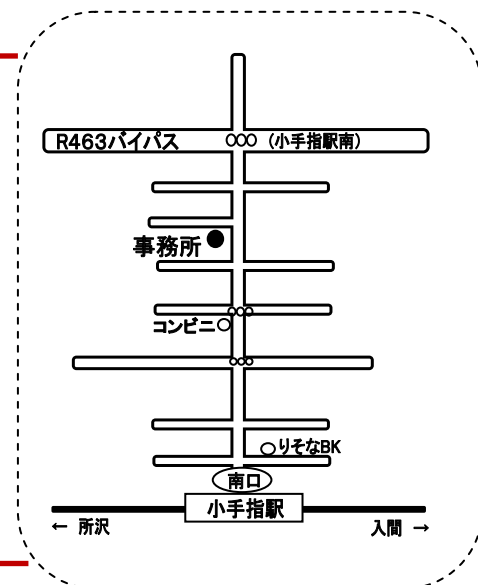 R463バイパス (小手指駅南)
事務所
コンビニ
りそなBK
南口
小手指駅
← 所沢
入間 →